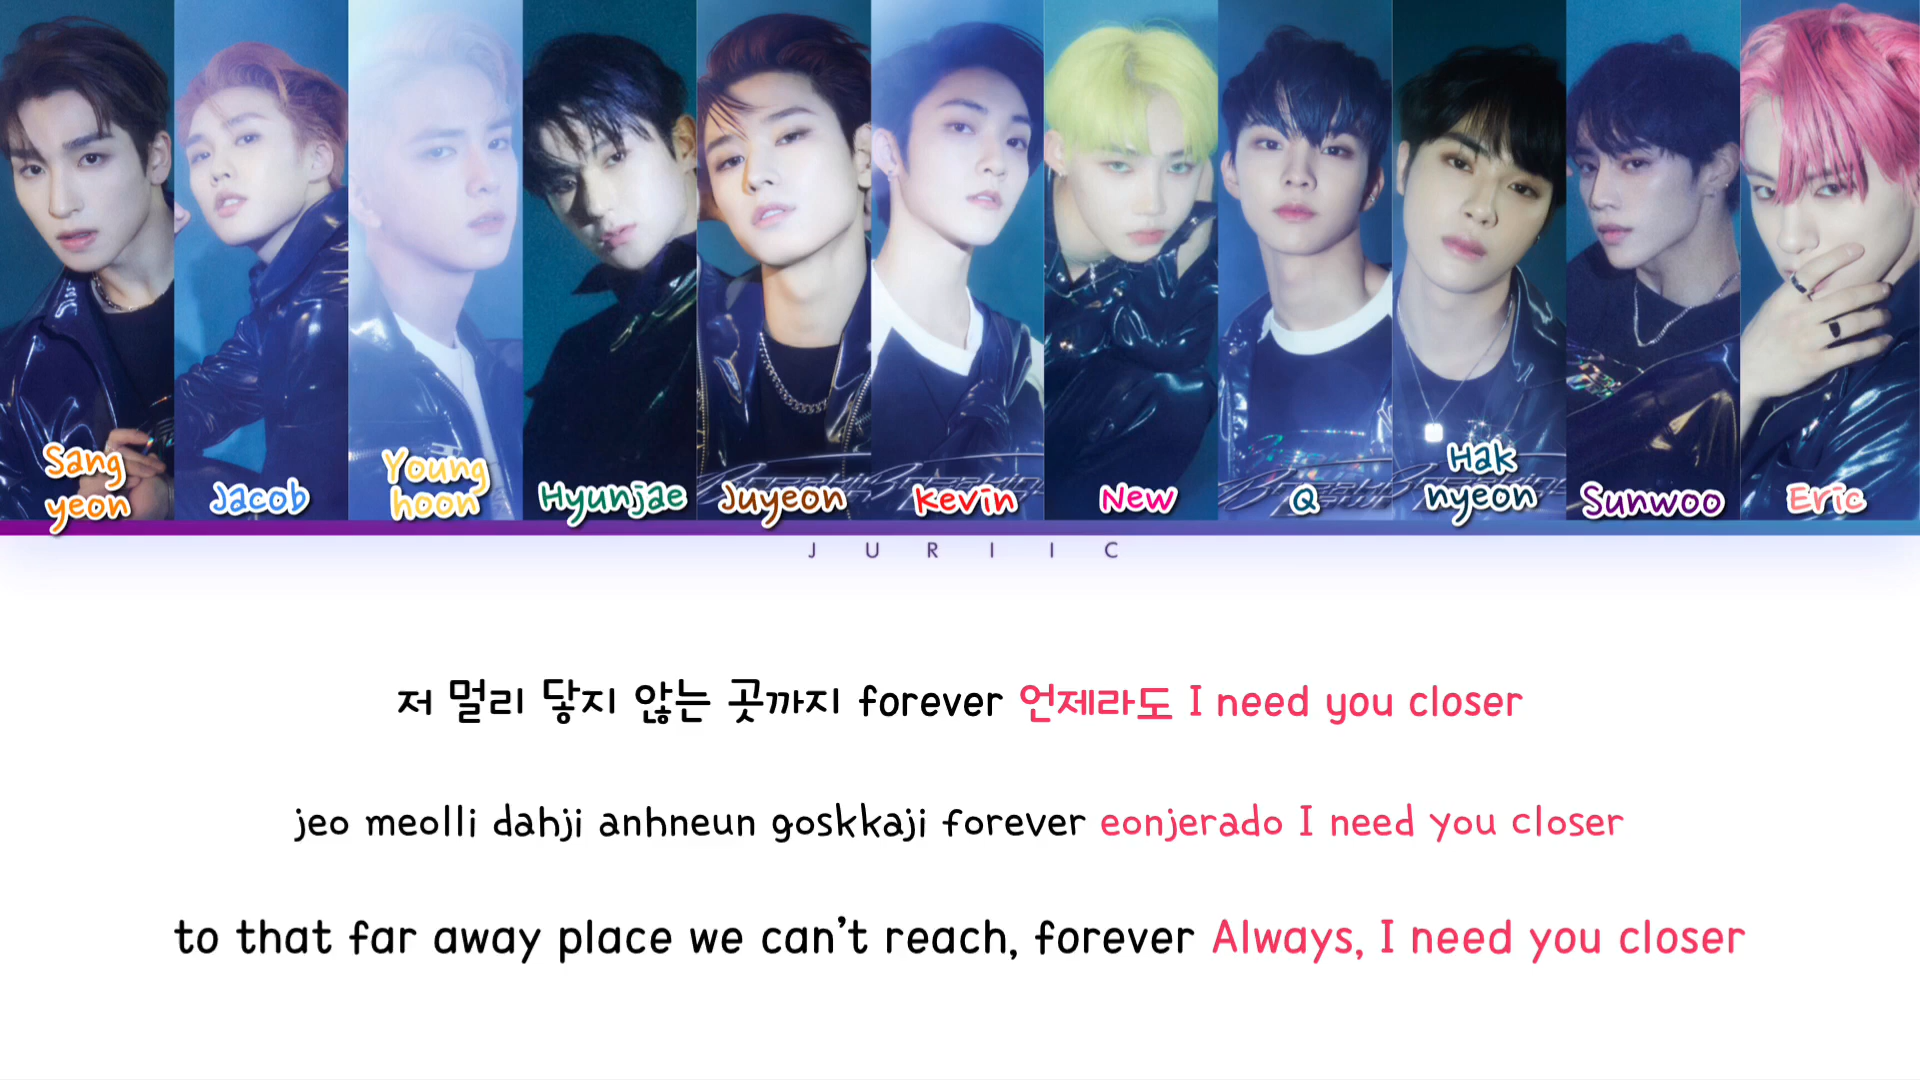 Sang
yeon
Jacob
Young
hoon
Hyunjae
Juyeon
Kevin
New
Q
Hak
nyeon
Sunwoo
Eric
JURIIC
저 멀리 닿지 않는 곳까지 forever 언제라도 I need you closer
jeo meolli dahji anhneun goskkaji forever eonjerado I need you closer
to that far away place we can't reach, forever Always, I need you closer